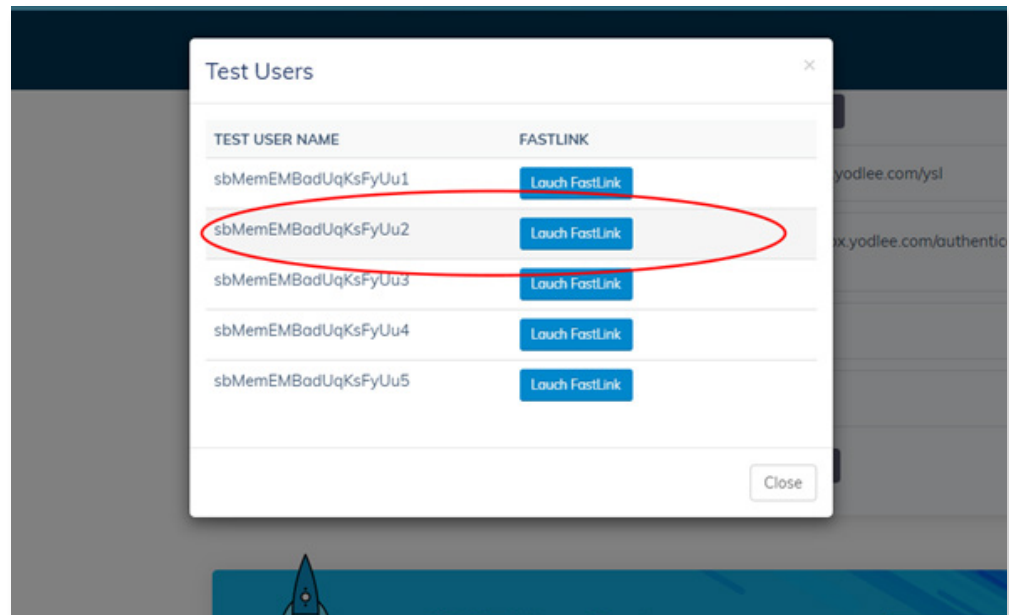 Test Users ×
TEST USER NAME FASTLINK
sbMemEMBadUqKsFyUu1 Lauch FastLink
yodlee.com/ysl
sbMemEMBadUqKsFyUu2 Lauch FastLink
ox.yodlee.com/authentic
sbMemEMBadUqKsFyUu3 Lauch FastLink
sbMemEMBadUqKsFyUu4 Lauch FastLink
sbMemEMBadUqKsFyUu5 Lauch FastLink
Close